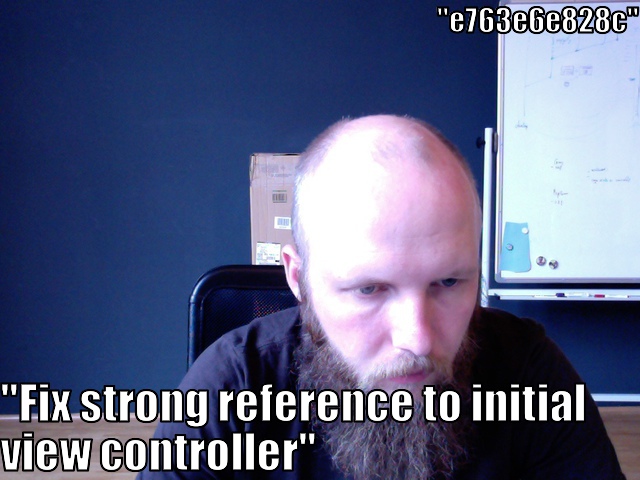 "e763e6e828c"
"Fix strong reference to initial
view controller"